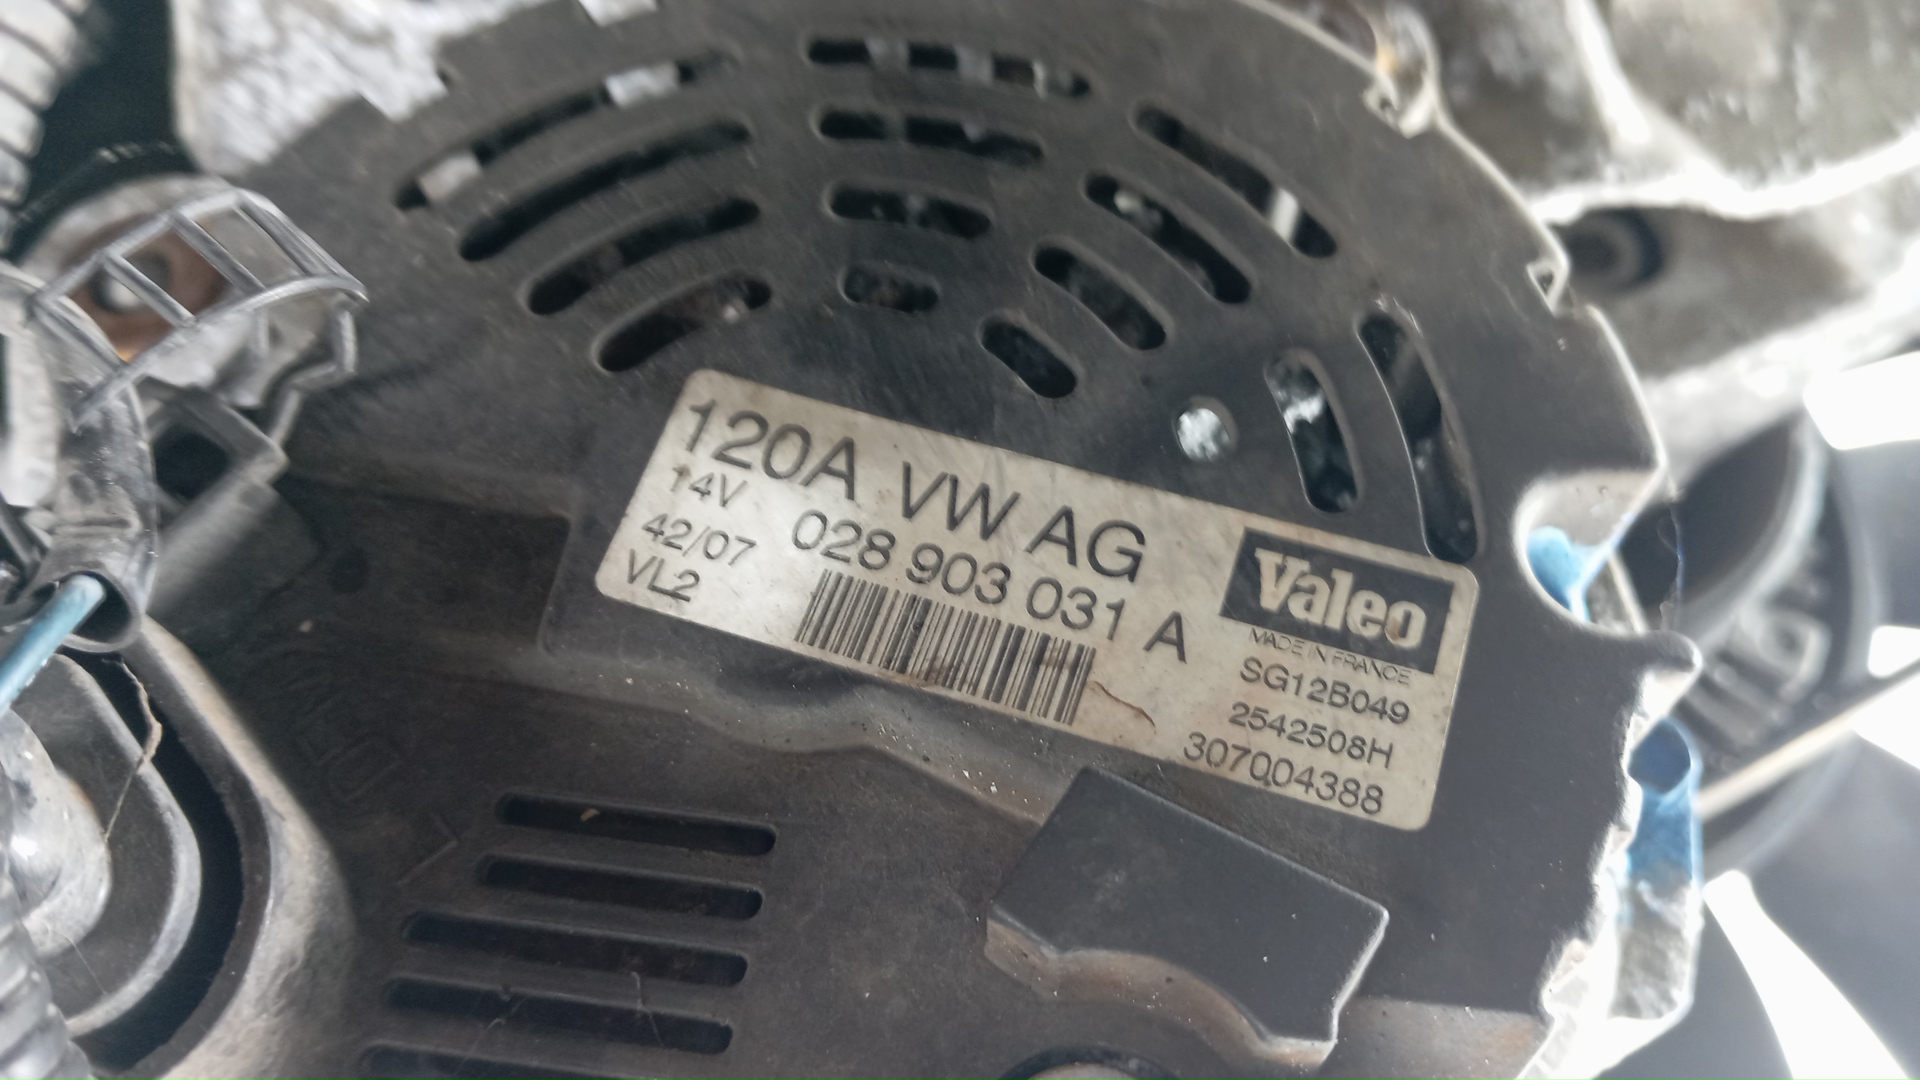 120A VW AG
14V
42/07 028 903 031 A
VL2
Valeo
MADE IN FRANCE
SG12B049
2542508H
307004388